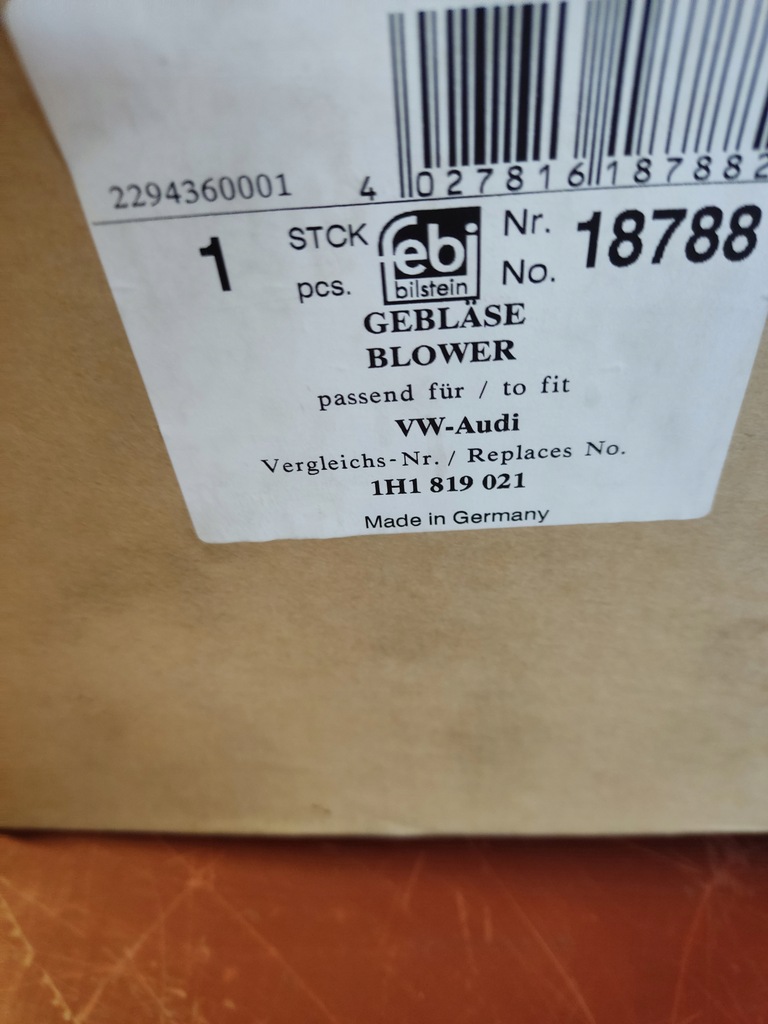 2294360001
4 027816 187882
1 STCK pcs. febi bilstein Nr. No. 18788
GEBLÄSE
BLOWER
passend für / to fit
VW-Audi
Vergleichs-Nr. / Replaces No.
1H1 819 021
Made in Germany